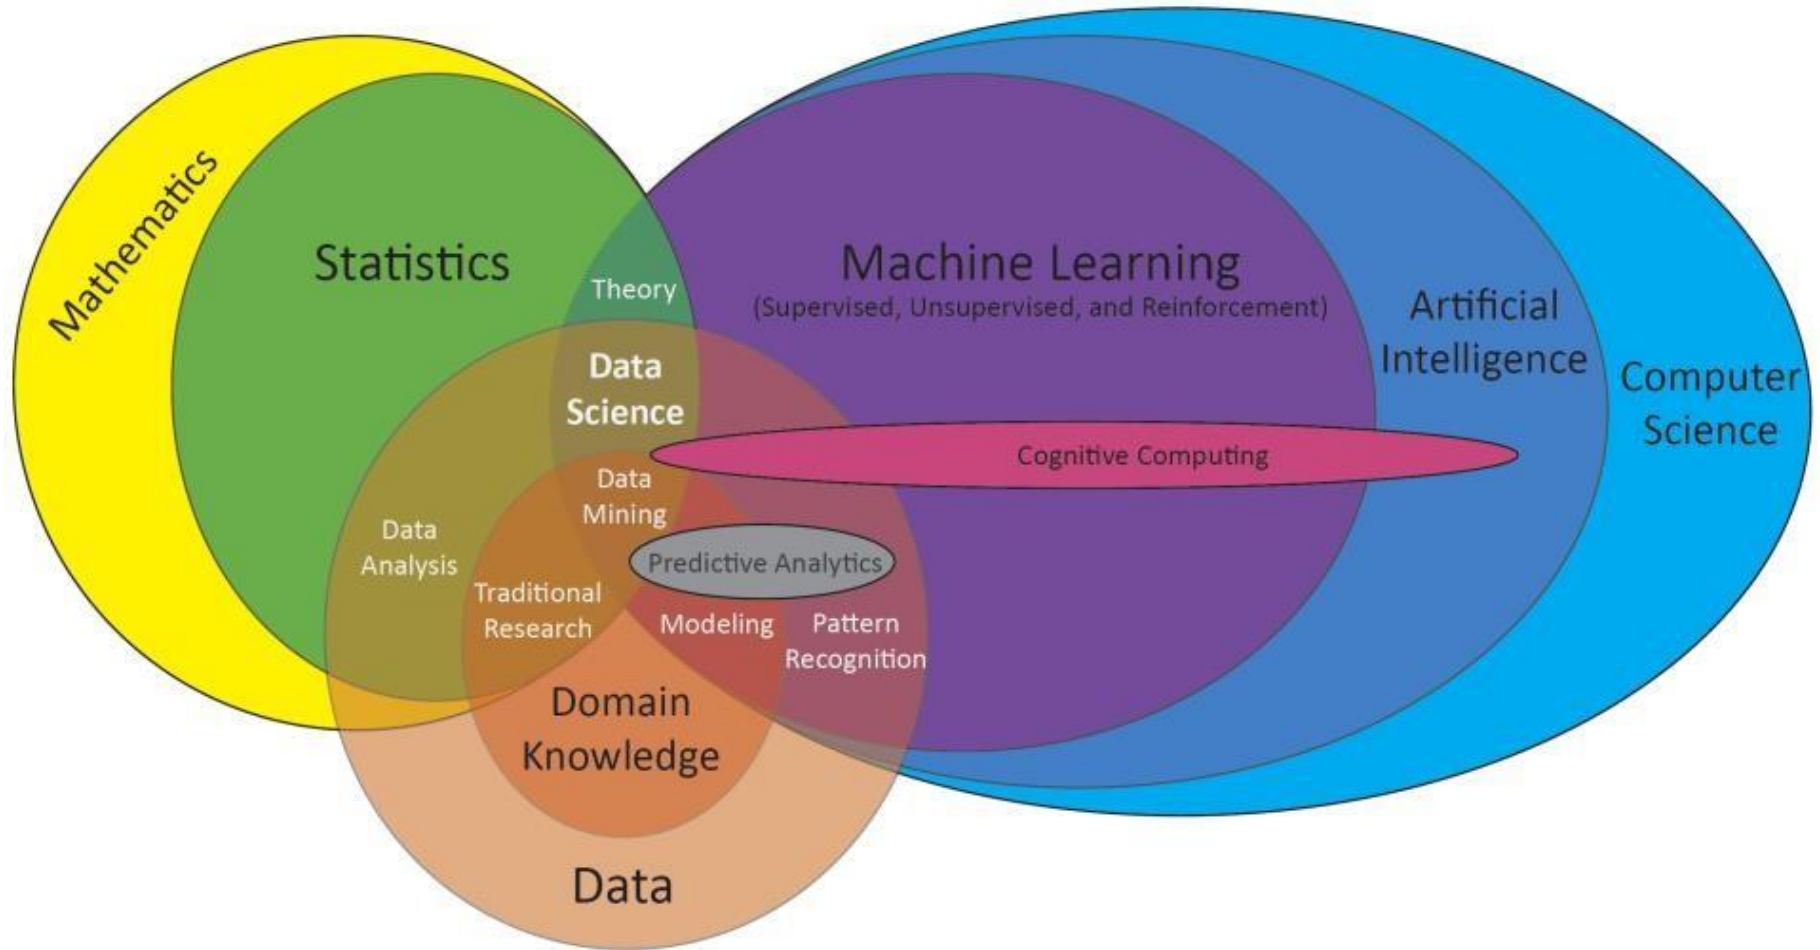 Mathematics
Statistics
Theory
Machine Learning
(Supervised, Unsupervised, and Reinforcement)
Artificial
Intelligence
Computer
Science
Data
Science
Cognitive Computing
Data
Mining
Data
Analysis
Predictive Analytics
Traditional
Research
Modeling
Pattern
Recognition
Domain
Knowledge
Data